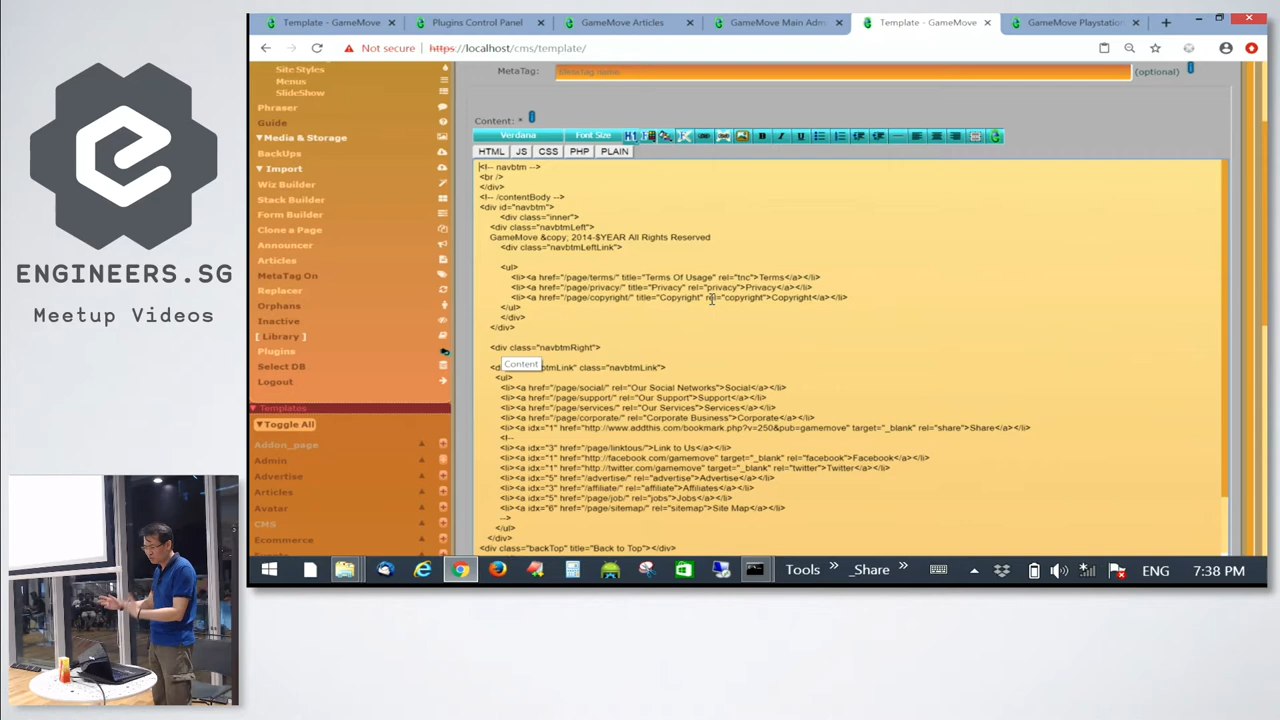 Template - GameMove
Plugins Control Panel
GameMove Articles
GameMove Main Adm
Template - GameMove
GameMove Playstation
Not secure https://localhost/cms/template/
MetaTag: MetaTag name (optional)
Content: *
Verdana Font Size H1 B I U
HTML JS CSS PHP PLAIN
Site Styles
Menus
SlideShow
Phraser
Guide
▼Media & Storage
BackUps
▼Import
Wiz Builder
Stack Builder
Form Builder
Clone a Page
Announcer
Articles
MetaTag On
Replacer
Orphans
Inactive
[ Library ]
Plugins
Select DB
Logout
▼ Templates
▼Toggle All
Addon_page
Admin
Advertise
Articles
Avatar
CMS
Ecommerce
<!-- navbtm -->
<br />
</div>
<!-- /contentBody -->
<div id="navbtm">
<div class="inner">
<div class="navbtmLeft">
GameMove &copy; 2014-$YEAR All Rights Reserved
<div class="navbtmLeftLink">
<ul>
<li><a href="/page/terms/" title="Terms Of Usage" rel="tnc">Terms</a></li>
<li><a href="/page/privacy/" title="Privacy" rel="privacy">Privacy</a></li>
<li><a href="/page/copyright/" title="Copyright" rel="copyright">Copyright</a></li>
</ul>
</div>
</div>
<div class="navbtmRight">
Content
btmLink" class="navbtmLink">
<ul>
<li><a href="/page/social/" rel="Our Social Networks">Social</a></li>
<li><a href="/page/support/" rel="Our Support">Support</a></li>
<li><a href="/page/services/" rel="Our Services">Services</a></li>
<li><a href="/page/corporate/" rel="Corporate Business">Corporate</a></li>
<li><a idx="1" href="http://www.addthis.com/bookmark.php?v=250&pub=gamemove" target="_blank" rel="share">Share</a></li>
<!--
<li><a idx="3" href="/page/linktous/">Link to Us</a></li>
<li><a idx="1" href="http://facebook.com/gamemove" target="_blank" rel="facebook">Facebook</a></li>
<li><a idx="1" href="http://twitter.com/gamemove" target="_blank" rel="twitter">Twitter</a></li>
<li><a idx="5" href="/advertise/" rel="advertise">Advertise</a></li>
<li><a idx="3" href="/affiliate/" rel="affiliate">Affiliates</a></li>
<li><a idx="5" href="/page/job/" rel="jobs">Jobs</a></li>
<li><a idx="6" href="/page/sitemap/" rel="sitemap">Site Map</a></li>
-->
</ul>
</div>
<div class="backTop" title="Back to Top"></div>
Tools » _Share » ENG 7:38 PM
ENGINEERS.SG
Meetup Videos